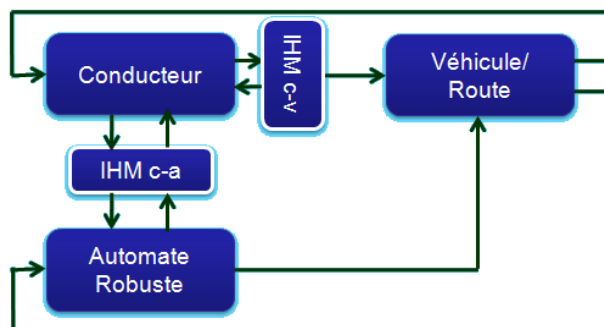 Conducteur
IHM c-v
Véhicule/
Route
IHM c-a
Automate
Robuste